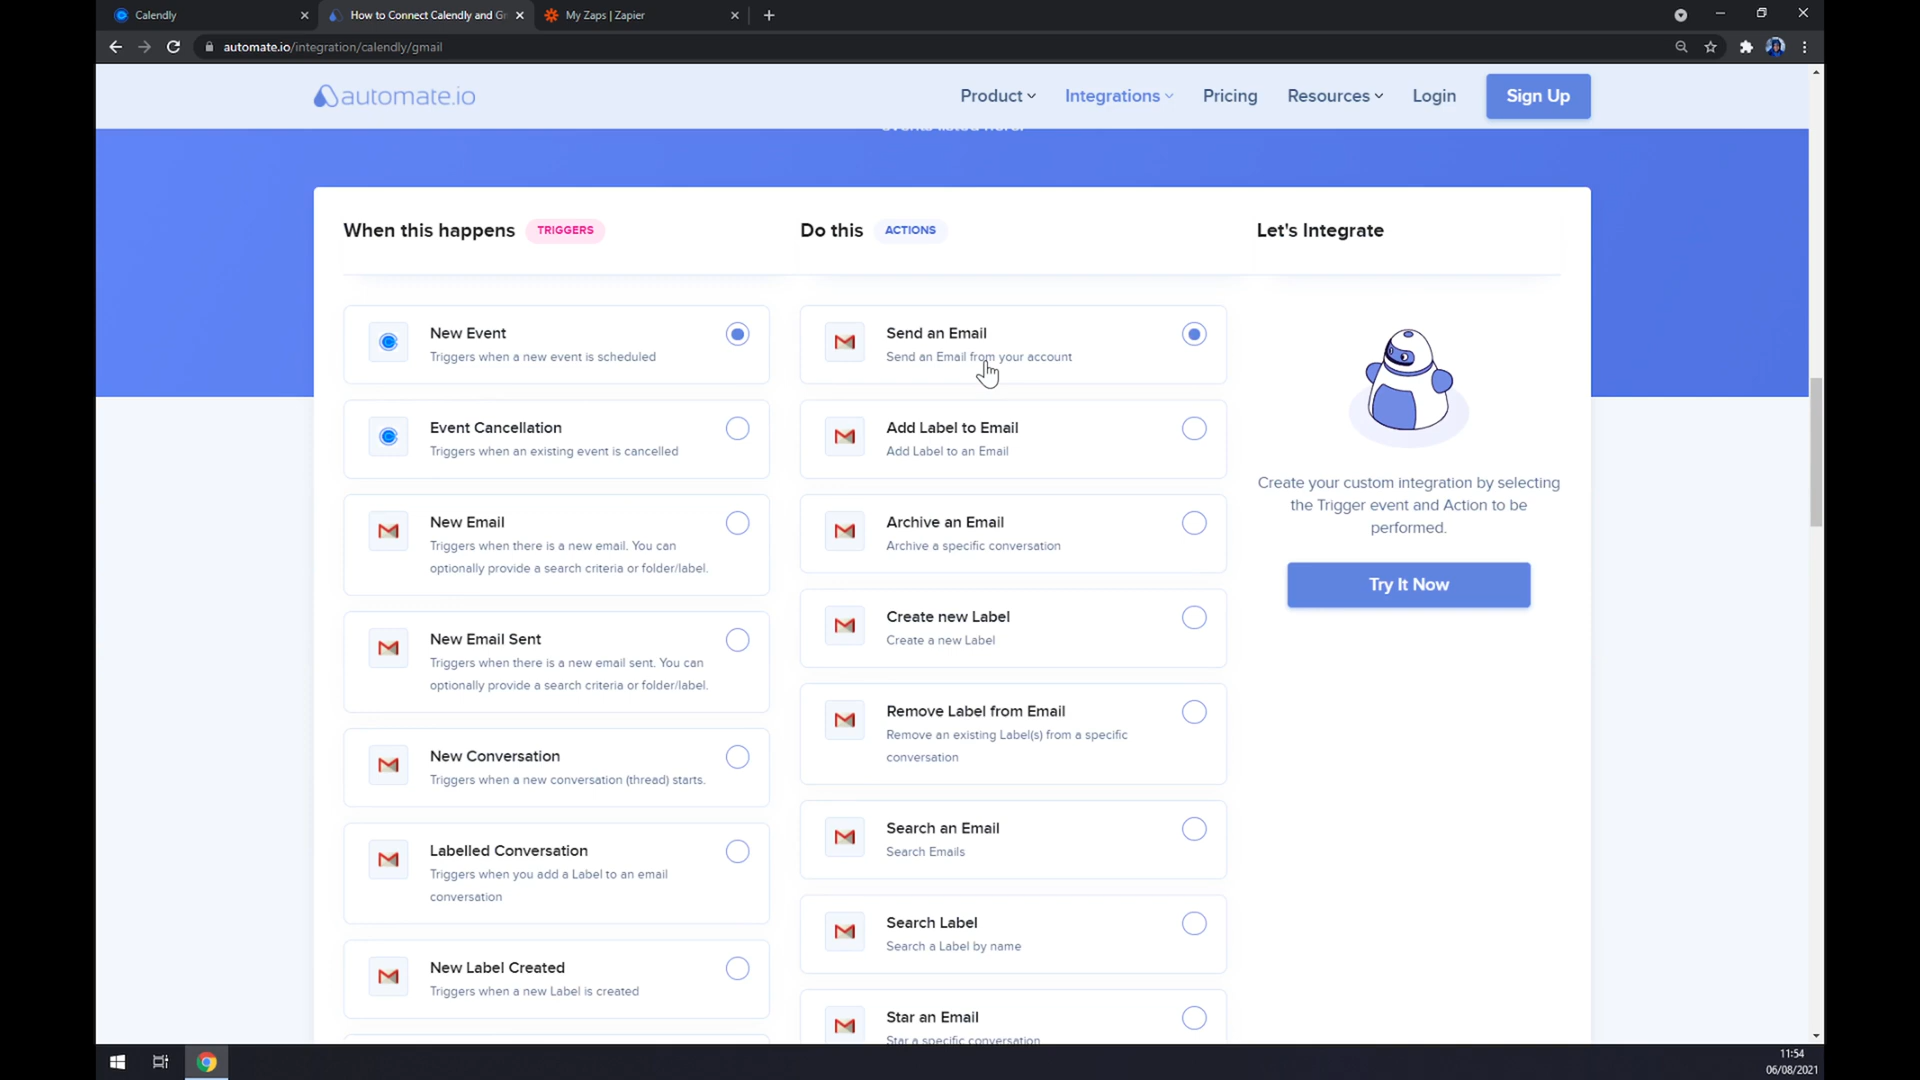 Calendly
How to Connect Calendly and G
My Zaps | Zapier
automate.io/integration/calendly/gmail
automate.io
Product
Integrations
Pricing
Resources
Login
Sign Up
events listed here.
When this happens TRIGGERS
Do this ACTIONS
Let's Integrate
New Event
Triggers when a new event is scheduled
Event Cancellation
Triggers when an existing event is cancelled
New Email
Triggers when there is a new email. You can
optionally provide a search criteria or folder/label.
New Email Sent
Triggers when there is a new email sent. You can
optionally provide a search criteria or folder/label.
New Conversation
Triggers when a new conversation (thread) starts.
Labelled Conversation
Triggers when you add a Label to an email
conversation
New Label Created
Triggers when a new Label is created
Send an Email
Send an Email from your account
Add Label to Email
Add Label to an Email
Archive an Email
Archive a specific conversation
Create new Label
Create a new Label
Remove Label from Email
Remove an existing Label(s) from a specific
conversation
Search an Email
Search Emails
Search Label
Search a Label by name
Star an Email
Star a specific conversation
Create your custom integration by selecting
the Trigger event and Action to be
performed.
Try It Now
11:54
06/08/2021